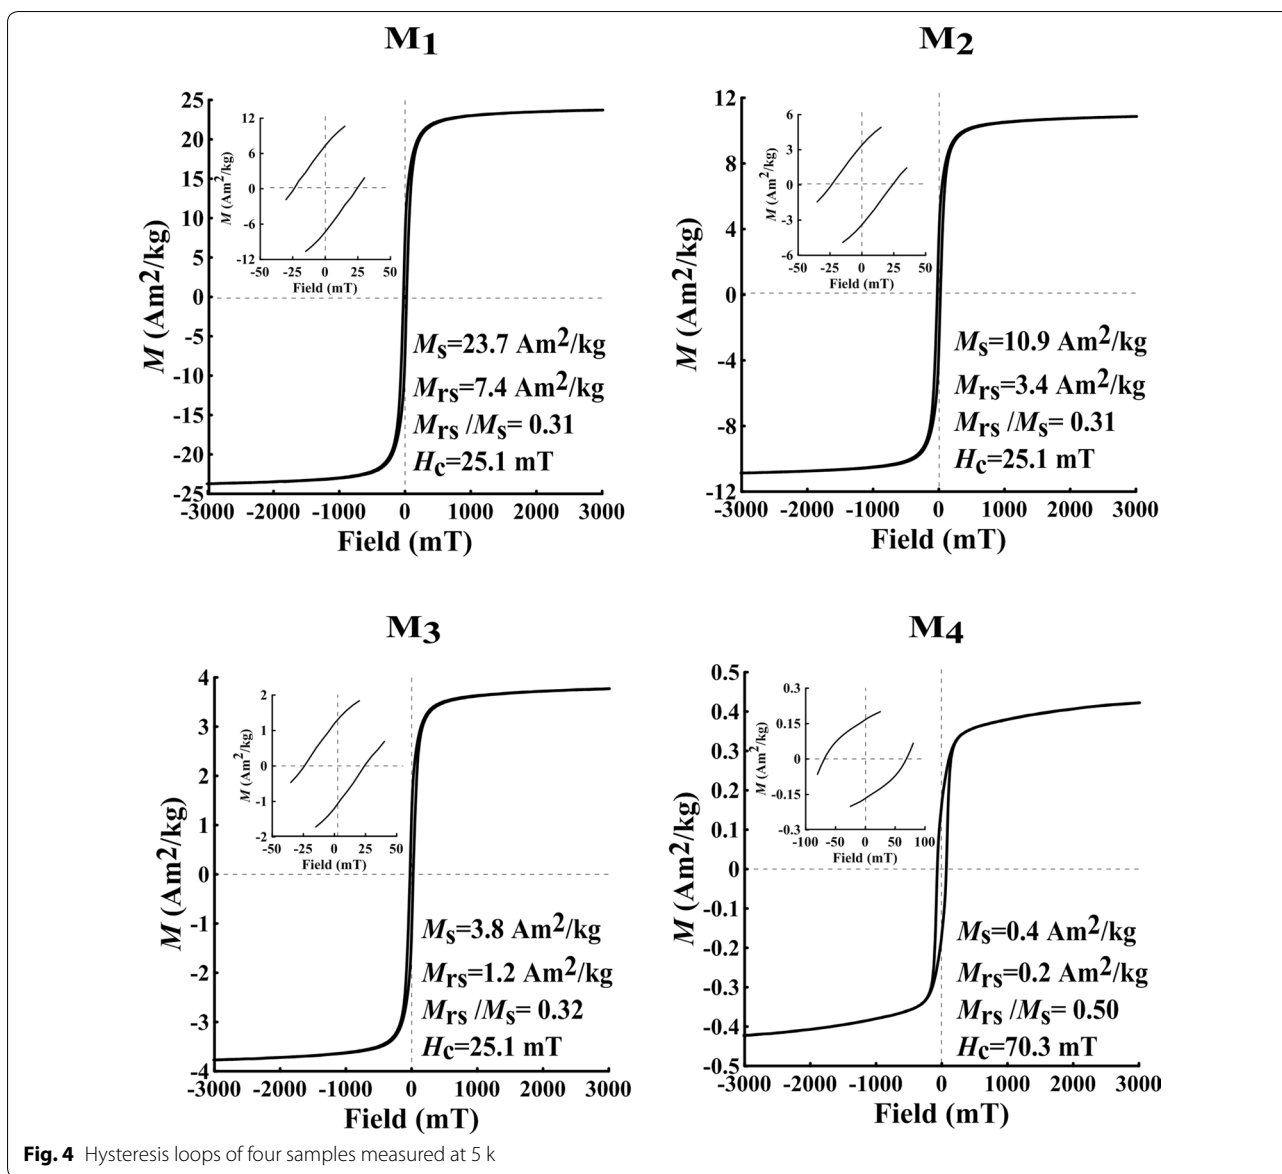 M1
25
20
15
10
5
0
-5
-10
-15
-20
-25
M (Am2/kg)
-3000 -2000 -1000 0 1000 2000 3000
Field (mT)
12
6
0
-6
-12
M (Am2/kg)
-50 -25 0 25 50
Field (mT)
Ms=23.7 Am2/kg
Mrs=7.4 Am2/kg
Mrs /Ms= 0.31
Hc=25.1 mT
M2
12
8
4
0
-4
-8
-12
M (Am2/kg)
-3000 -2000 -1000 0 1000 2000 3000
Field (mT)
6
3
0
-3
-6
M (Am2/kg)
-50 -25 0 25 50
Field (mT)
Ms=10.9 Am2/kg
Mrs=3.4 Am2/kg
Mrs /Ms= 0.31
Hc=25.1 mT
M3
4
3
2
1
0
-1
-2
-3
-4
M (Am2/kg)
-3000 -2000 -1000 0 1000 2000 3000
Field (mT)
2
1
0
-1
-2
M (Am2/kg)
-50 -25 0 25 50
Field (mT)
Ms=3.8 Am2/kg
Mrs=1.2 Am2/kg
Mrs /Ms= 0.32
Hc=25.1 mT
M4
0.5
0.4
0.3
0.2
0.1
0
-0.1
-0.2
-0.3
-0.4
-0.5
M (Am2/kg)
-3000 -2000 -1000 0 1000 2000 3000
Field (mT)
0.3
0.15
0
-0.15
-0.3
M (Am2/kg)
-100 -50 0 50 100
Field (mT)
Ms=0.4 Am2/kg
Mrs=0.2 Am2/kg
Mrs /Ms= 0.50
Hc=70.3 mT
Fig. 4 Hysteresis loops of four samples measured at 5 k